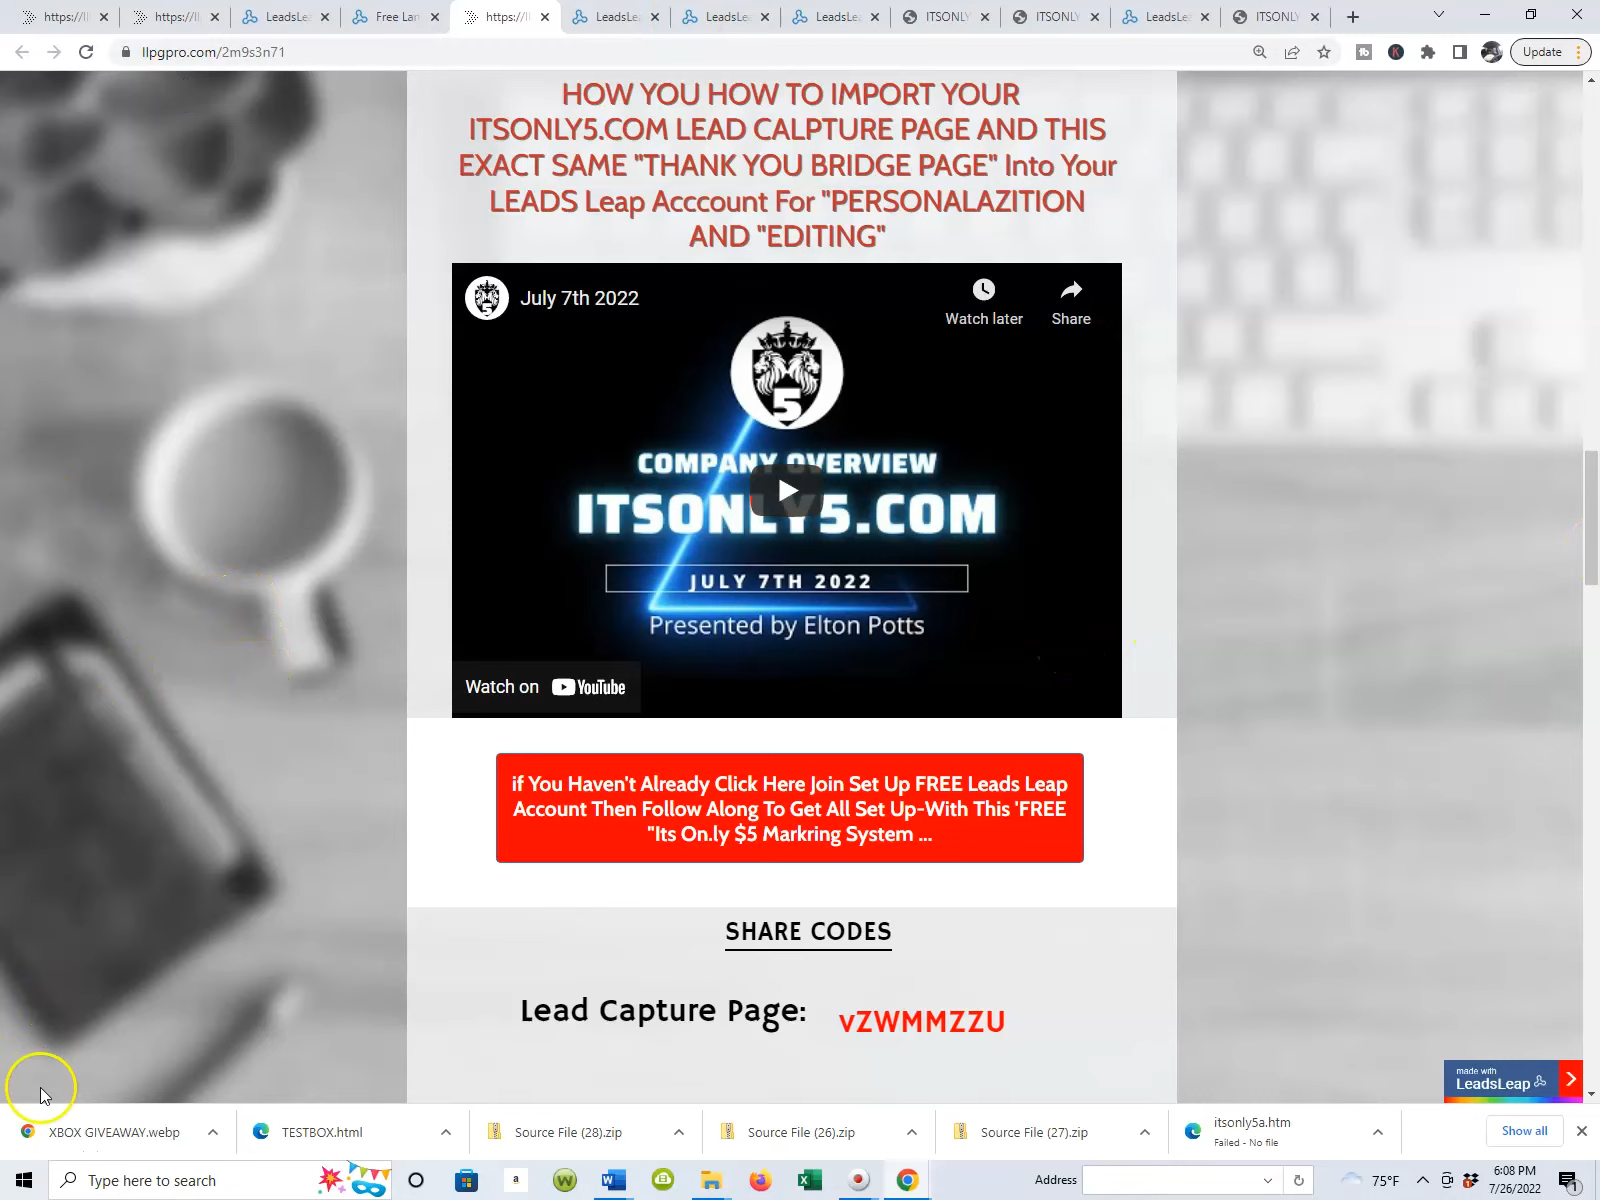 https://ll
https://ll
LeadsLea
Free Lan
https://ll
LeadsLea
LeadsLe
LeadsLea
ITSONLY
ITSONLY
LeadsLe
ITSONLY
llpgpro.com/2m9s3n71
Update
HOW YOU HOW TO IMPORT YOUR
ITSONLY5.COM LEAD CALPTURE PAGE AND THIS
EXACT SAME "THANK YOU BRIDGE PAGE" Into Your
LEADS Leap Acccount For "PERSONALAZITION
AND "EDITING"
July 7th 2022
Watch later
Share
5
COMPANY OVERVIEW
ITSONLY5.COM
JULY 7TH 2022
Presented by Elton Potts
Watch on YouTube
if You Haven't Already Click Here Join Set Up FREE Leads Leap
Account Then Follow Along To Get All Set Up-With This 'FREE
"Its On.ly $5 Markring System ...
SHARE CODES
Lead Capture Page: vZWMMZZU
made with
LeadsLeap
XBOX GIVEAWAY.webp
TESTBOX.html
Source File (28).zip
Source File (26).zip
Source File (27).zip
itsonly5a.htm
Failed - No file
Show all
Type here to search
Address
75°F
6:08 PM
7/26/2022